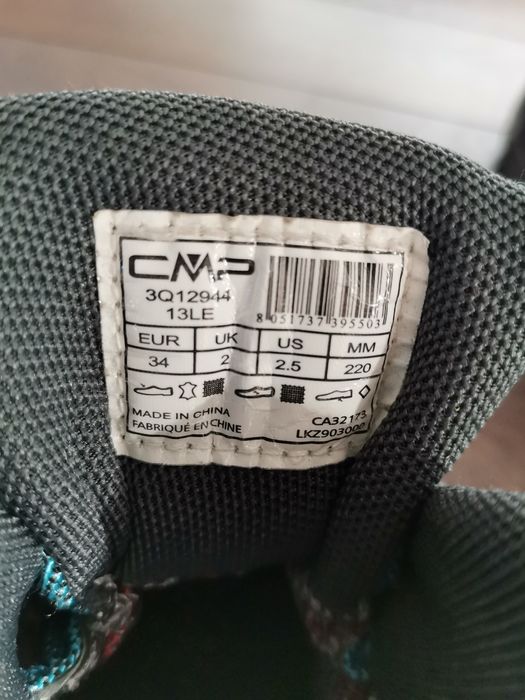 CMP
3Q12944
13LE
8 051737 395503
EUR UK US MM
34 2 2.5 220
MADE IN CHINA
FABRIQUÉ EN CHINE
CA32173
LKZ903000